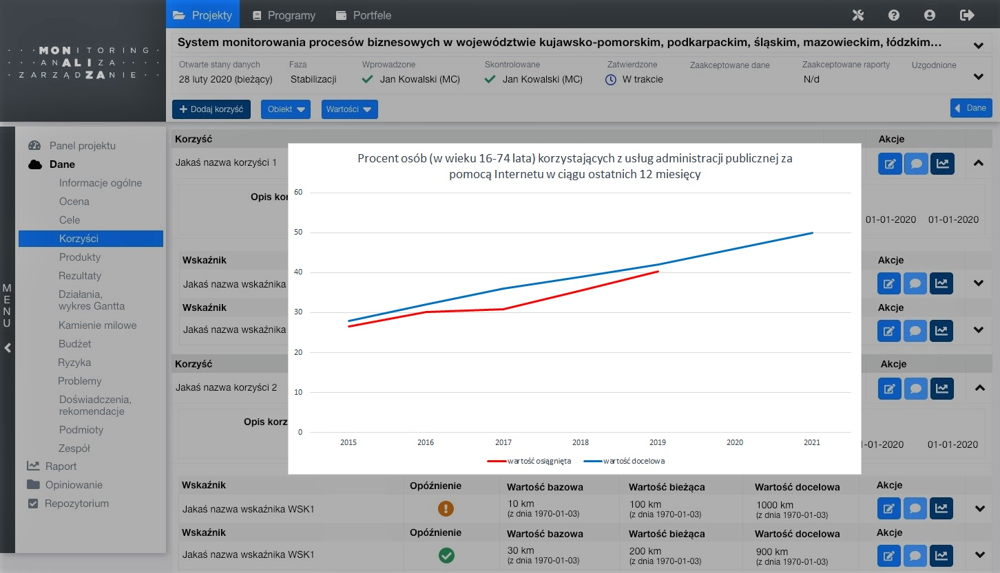 Projekty Programy Portfele
MONITORING
ANALIZA
ZARZĄDZANIE
System monitorowania procesów biznesowych w województwie kujawsko-pomorskim, podkarpackim, śląskim, mazowieckim, łódzkim...
Otwarte stany danych Faza Wprowadzone Skontrolowane Zatwierdzone Zaakceptowane dane Zaakceptowane raporty Uzgodnione
28 luty 2020 (bieżący) Stabilizacji Jan Kowalski (MC) Jan Kowalski (MC) W trakcie N/d
+ Dodaj korzyść Obiekt Wartości Dane
MENU
Panel projektu
Dane
Informacje ogólne
Ocena
Cele
Korzyści
Produkty
Rezultaty
Działania,
wykres Gantta
Kamienie milowe
Budżet
Ryzyka
Problemy
Doświadczenia,
rekomendacje
Podmioty
Zespół
Raport
Opiniowanie
Repozytorium
Korzyść Akcje
Jakaś nazwa korzyści 1
Opis kor
01-01-2020 01-01-2020
Wskaźnik Akcje
Jakaś nazwa wskaźnika
Wskaźnik Akcje
Jakaś nazwa wskaźnika
Korzyść Akcje
Jakaś nazwa korzyści 2
Opis korz
-01-2020 01-01-2020
Procent osób (w wieku 16-74 lata) korzystających z usług administracji publicznej za
pomocą Internetu w ciągu ostatnich 12 miesięcy
60
50
40
30
20
10
0
2015 2016 2017 2018 2019 2020 2021
wartość osiągnięta wartość docelowa
Wskaźnik Opóźnienie Wartość bazowa Wartość bieżąca Wartość docelowa Akcje
Jakaś nazwa wskaźnika WSK1 10 km 100 km 1000 km
(z dnia 1970-01-03) (z dnia 1970-01-03) (z dnia 1970-01-03)
Wskaźnik Opóźnienie Wartość bazowa Wartość bieżąca Wartość docelowa Akcje
Jakaś nazwa wskaźnika WSK1 30 km 200 km 900 km
(z dnia 1970-01-03) (z dnia 1970-01-03) (z dnia 1970-01-03)